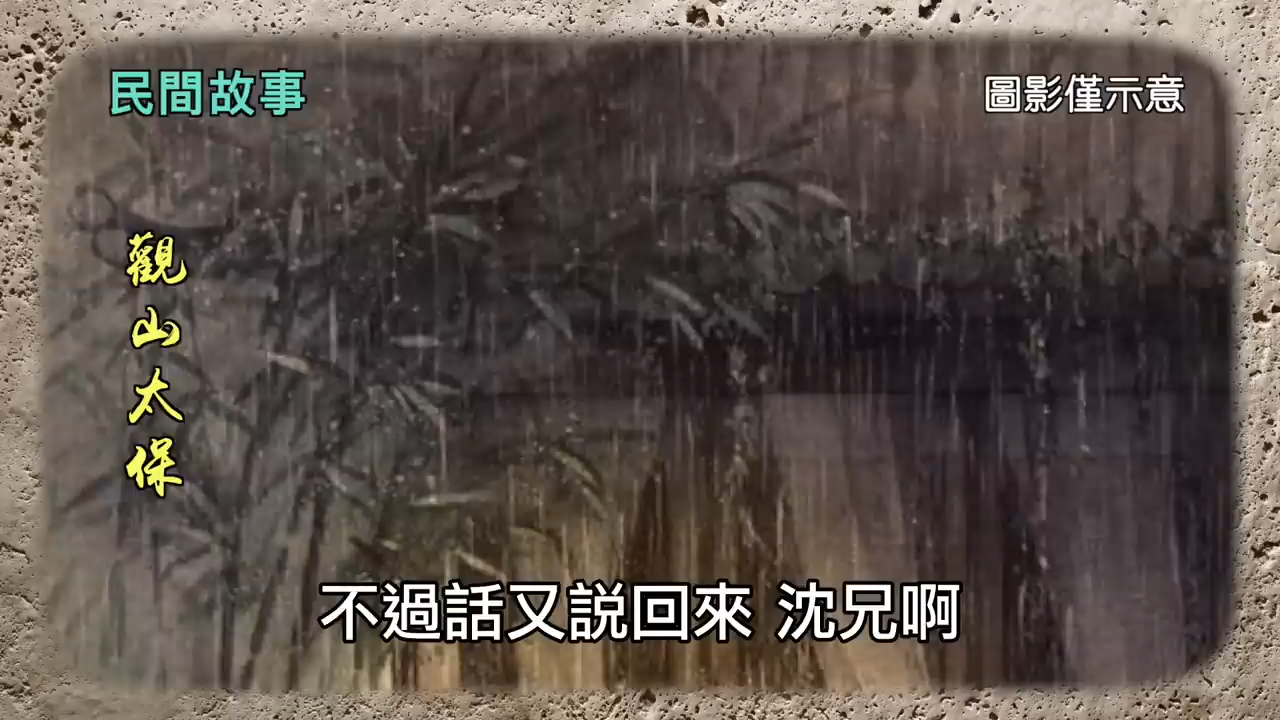 民間故事
圖影僅示意
觀山太保
不過話又説回來 沈兄啊